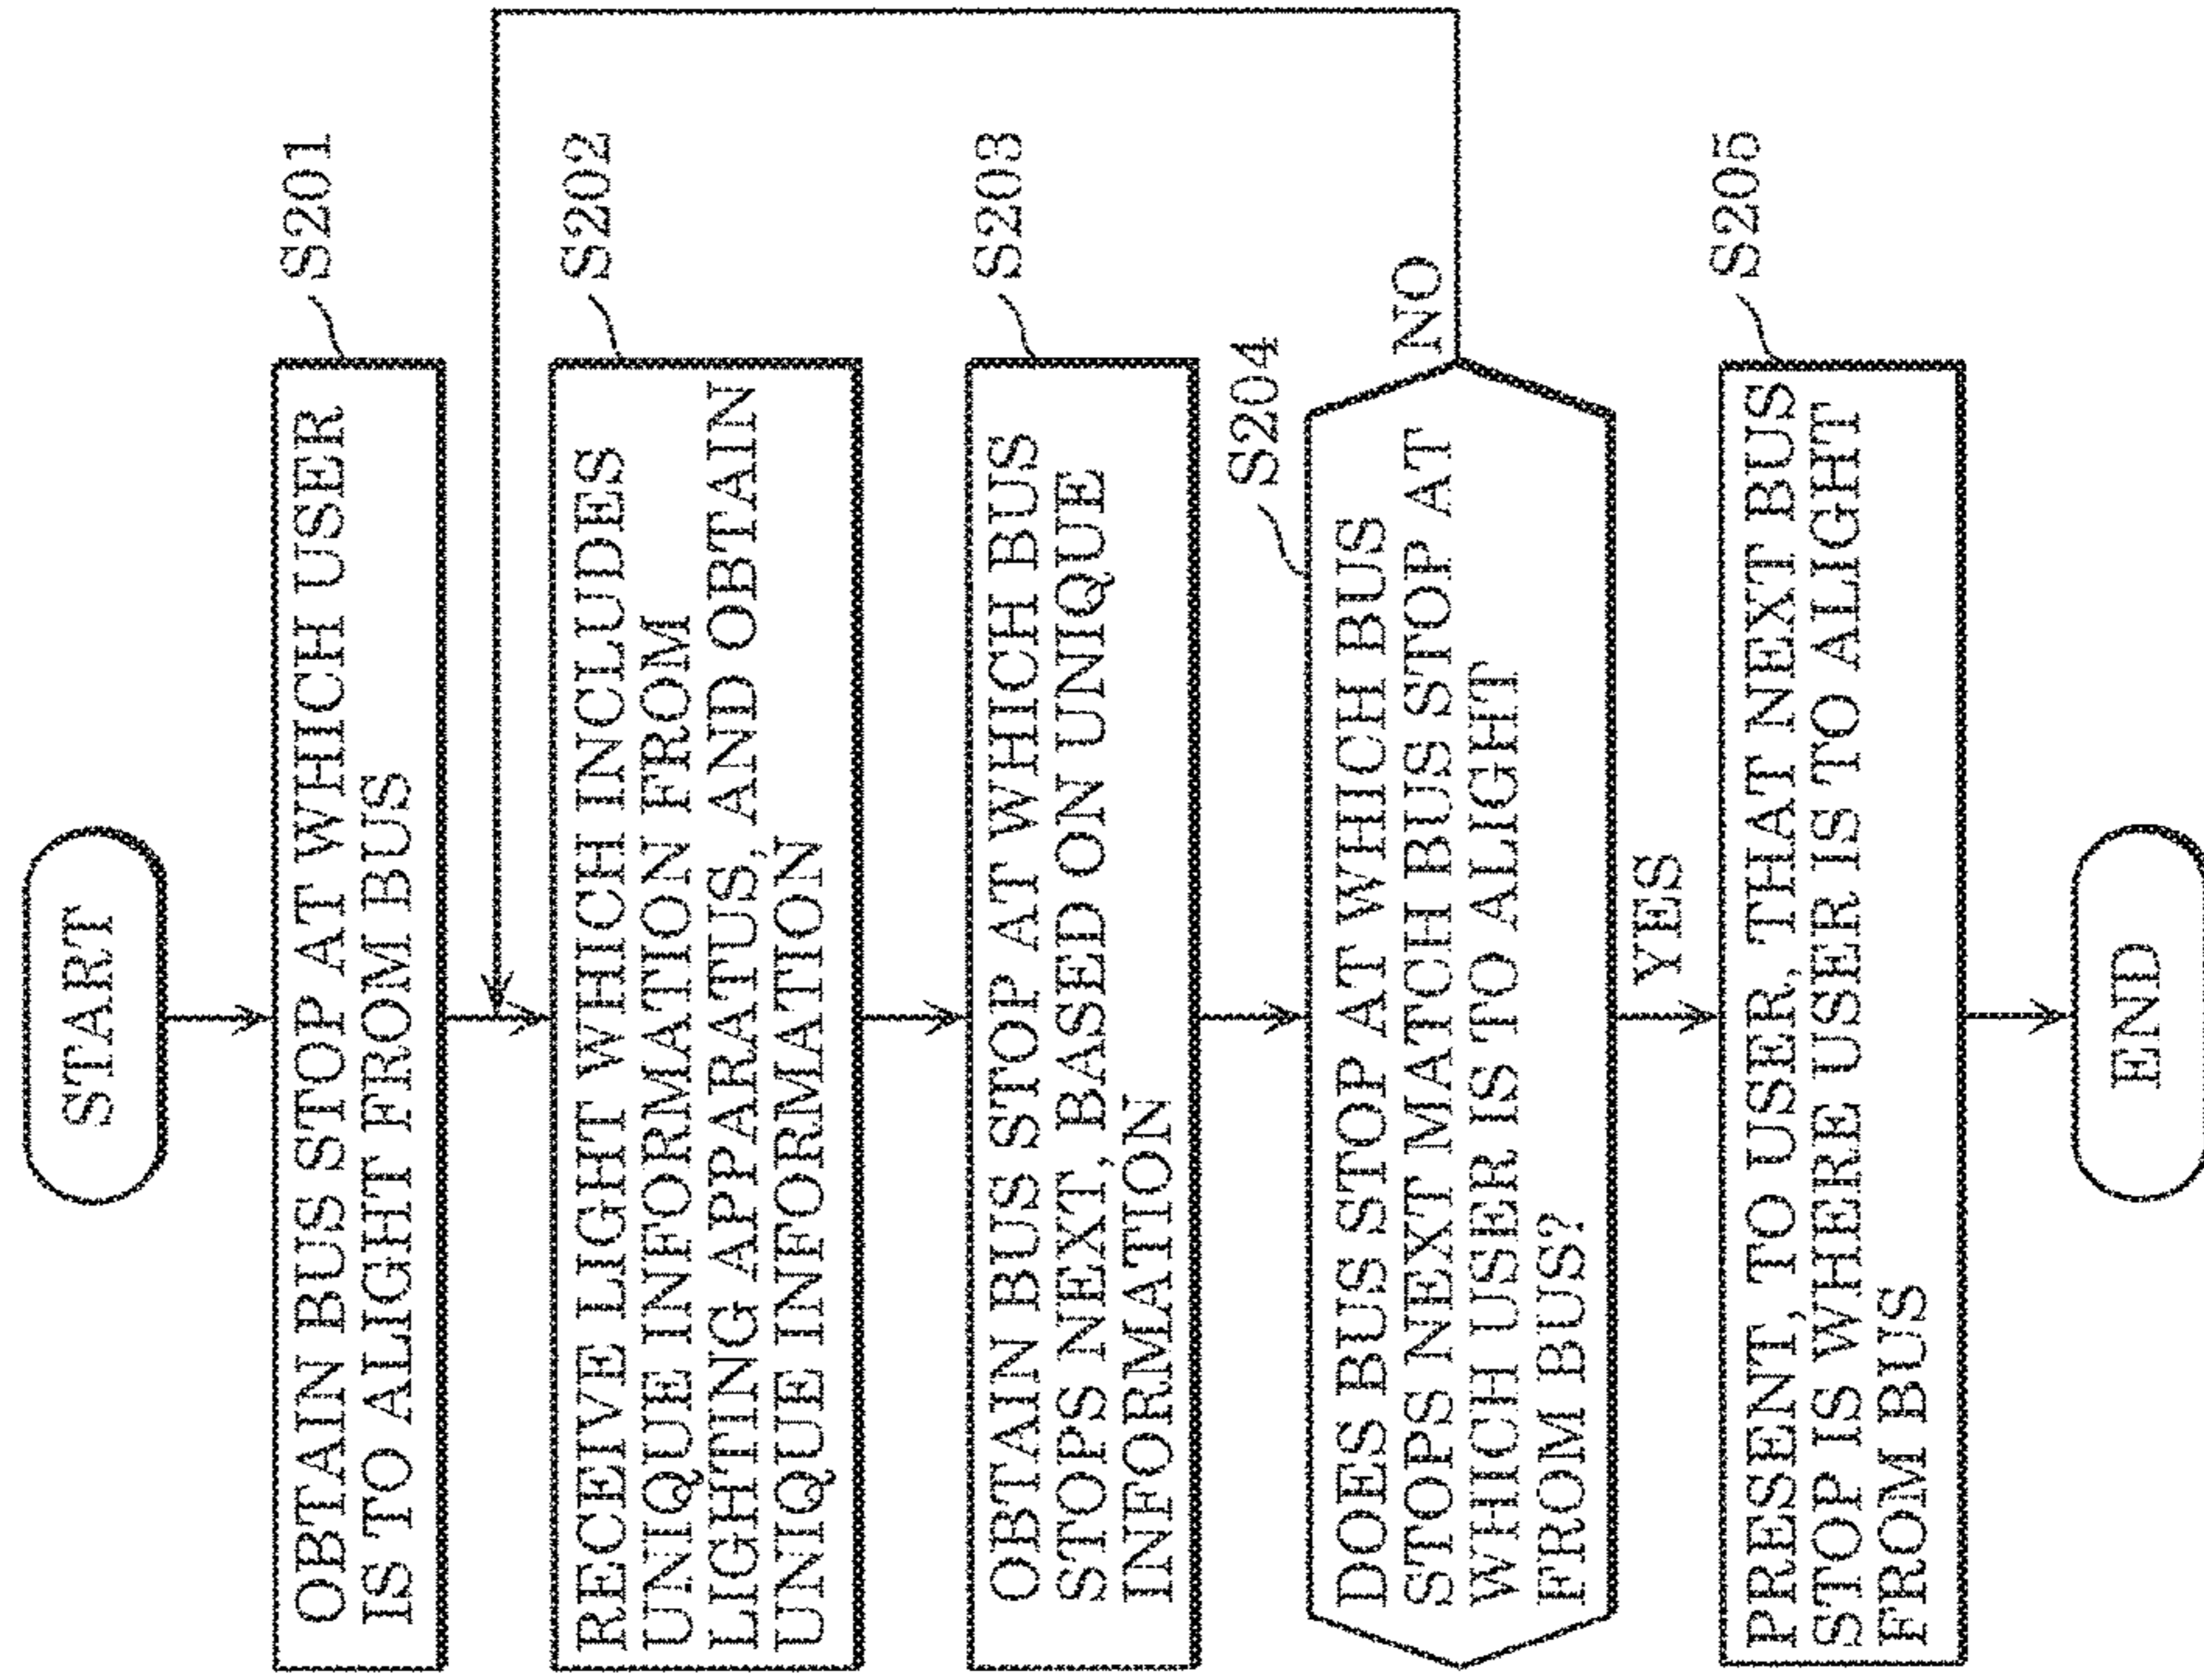 START
OBTAIN BUS STOP AT WHICH USER
IS TO ALIGHT FROM BUS
S201
RECEIVE LIGHT WHICH INCLUDES
UNIQUE INFORMATION FROM
LIGHTING APPARATUS, AND OBTAIN
UNIQUE INFORMATION
S202
OBTAIN BUS STOP AT WHICH BUS
STOPS NEXT, BASED ON UNIQUE
INFORMATION
S203
S204
DOES BUS STOP AT WHICH BUS
STOPS NEXT MATCH BUS STOP AT
WHICH USER IS TO ALIGHT
FROM BUS?
NO
YES
PRESENT, TO USER, THAT NEXT BUS
STOP IS WHERE USER IS TO ALIGHT
FROM BUS
S205
END